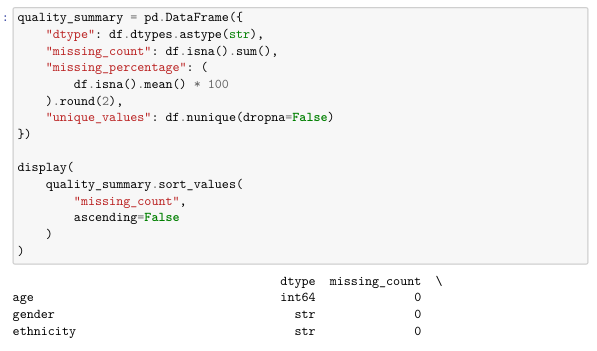 : quality_summary = pd.DataFrame({
    "dtype": df.dtypes.astype(str),
    "missing_count": df.isna().sum(),
    "missing_percentage": (
        df.isna().mean() * 100
    ).round(2),
    "unique_values": df.nunique(dropna=False)
})

display(
    quality_summary.sort_values(
        "missing_count",
        ascending=False
    )
)

dtype  missing_count  \
age  int64  0
gender  str  0
ethnicity  str  0